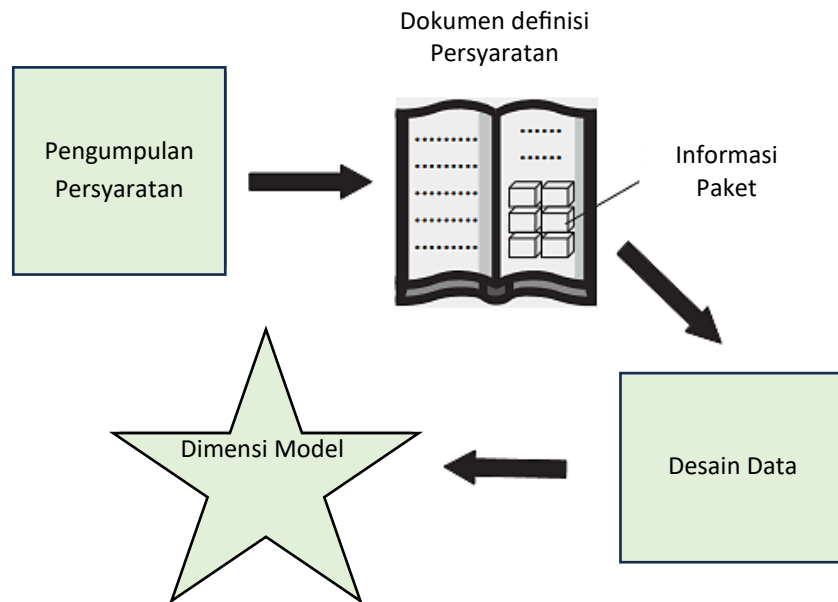 Dokumen definisi
Persyaratan
Pengumpulan
Persyaratan
Informasi
Paket
Desain Data
Dimensi Model